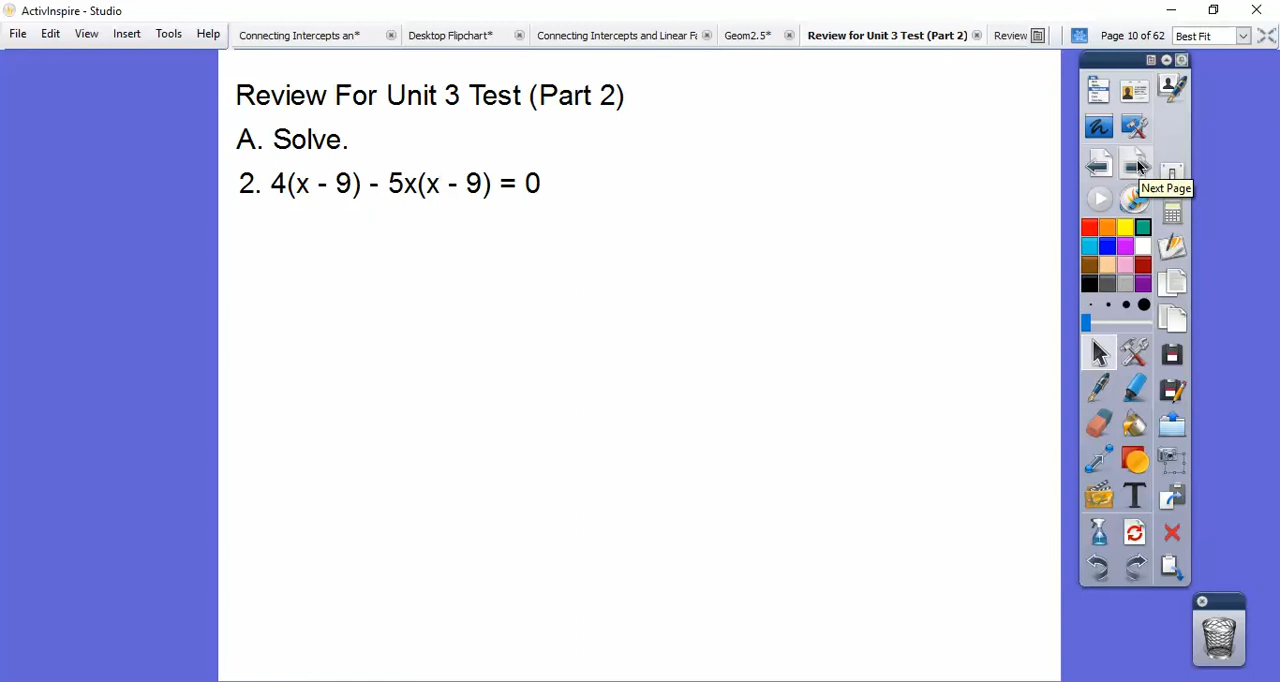 ActivInspire - Studio
File Edit View Insert Tools Help
Connecting Intercepts an* Desktop Flipchart* Connecting Intercepts and Linear Fa Geom2.5* Review for Unit 3 Test (Part 2) Review Page 10 of 62 Best Fit
Review For Unit 3 Test (Part 2)
A. Solve.
2. 4(x - 9) - 5x(x - 9) = 0
Next Page
T